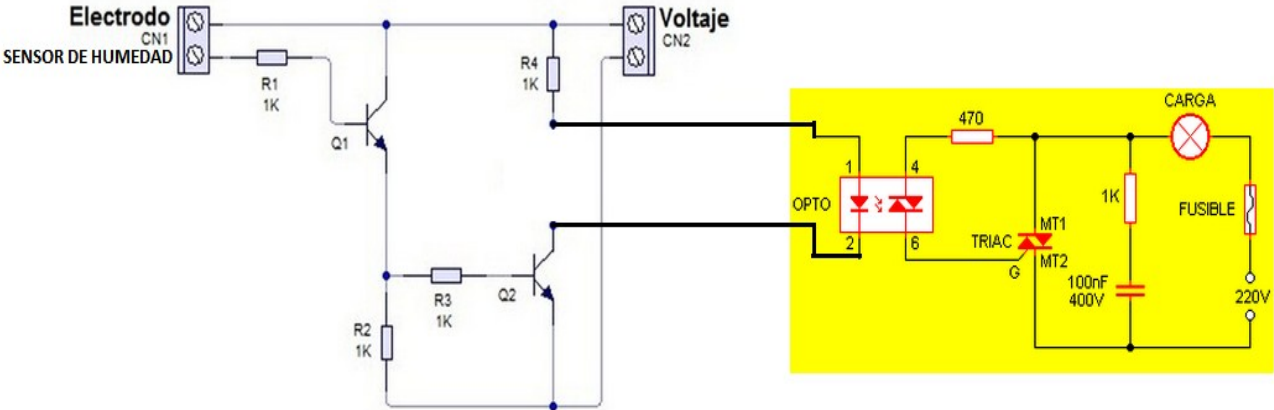 Electrodo
CN1
SENSOR DE HUMEDAD
R1
1K
Q1
R4
1K
Voltaje
CN2
R3
1K
Q2
R2
1K
CARGA
470
1
4
OPTO
2
6
1K
FUSIBLE
TRIAC
MT1
MT2
G
100nF
400V
220V